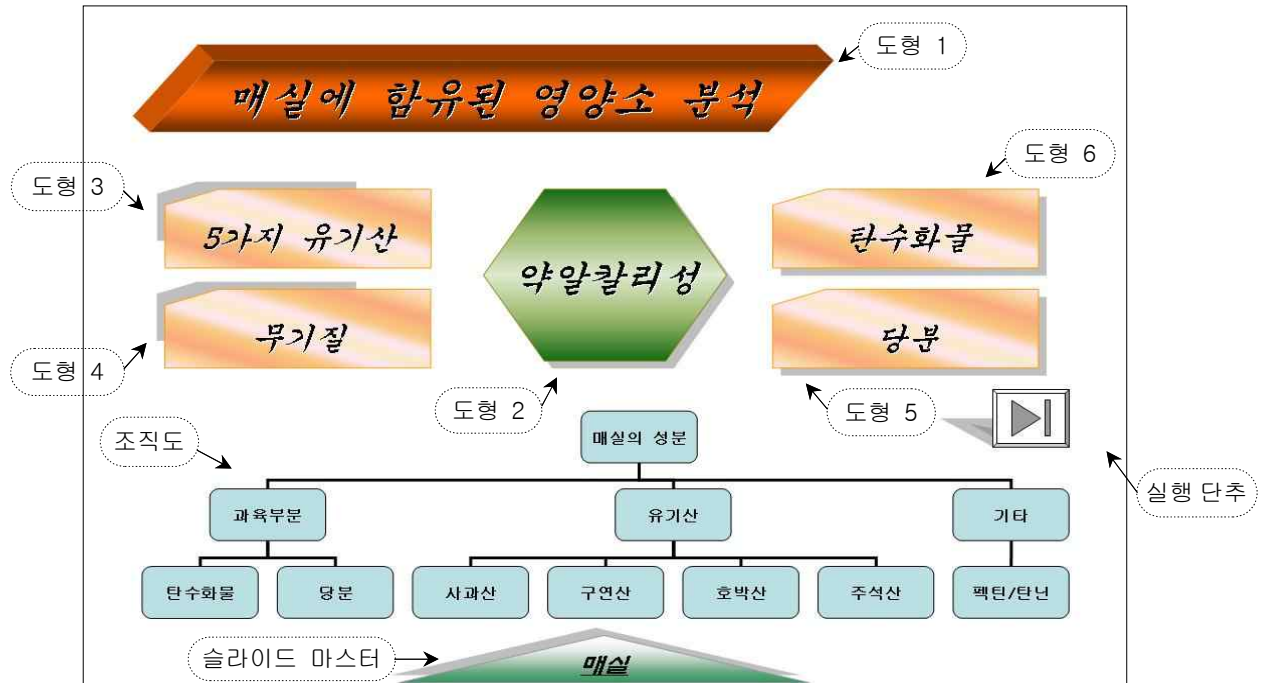 도형 1
매실에 함유된 영양소 분석
도형 6
도형 3
5가지 유기산
약알칼리성
탄수화물
무기질
당분
도형 4
도형 2
도형 5
조직도
매실의 성분
실행 단추
과육부분
유기산
기타
탄수화물
당분
사과산
구연산
호박산
주석산
펙틴/탄닌
슬라이드 마스터
매실